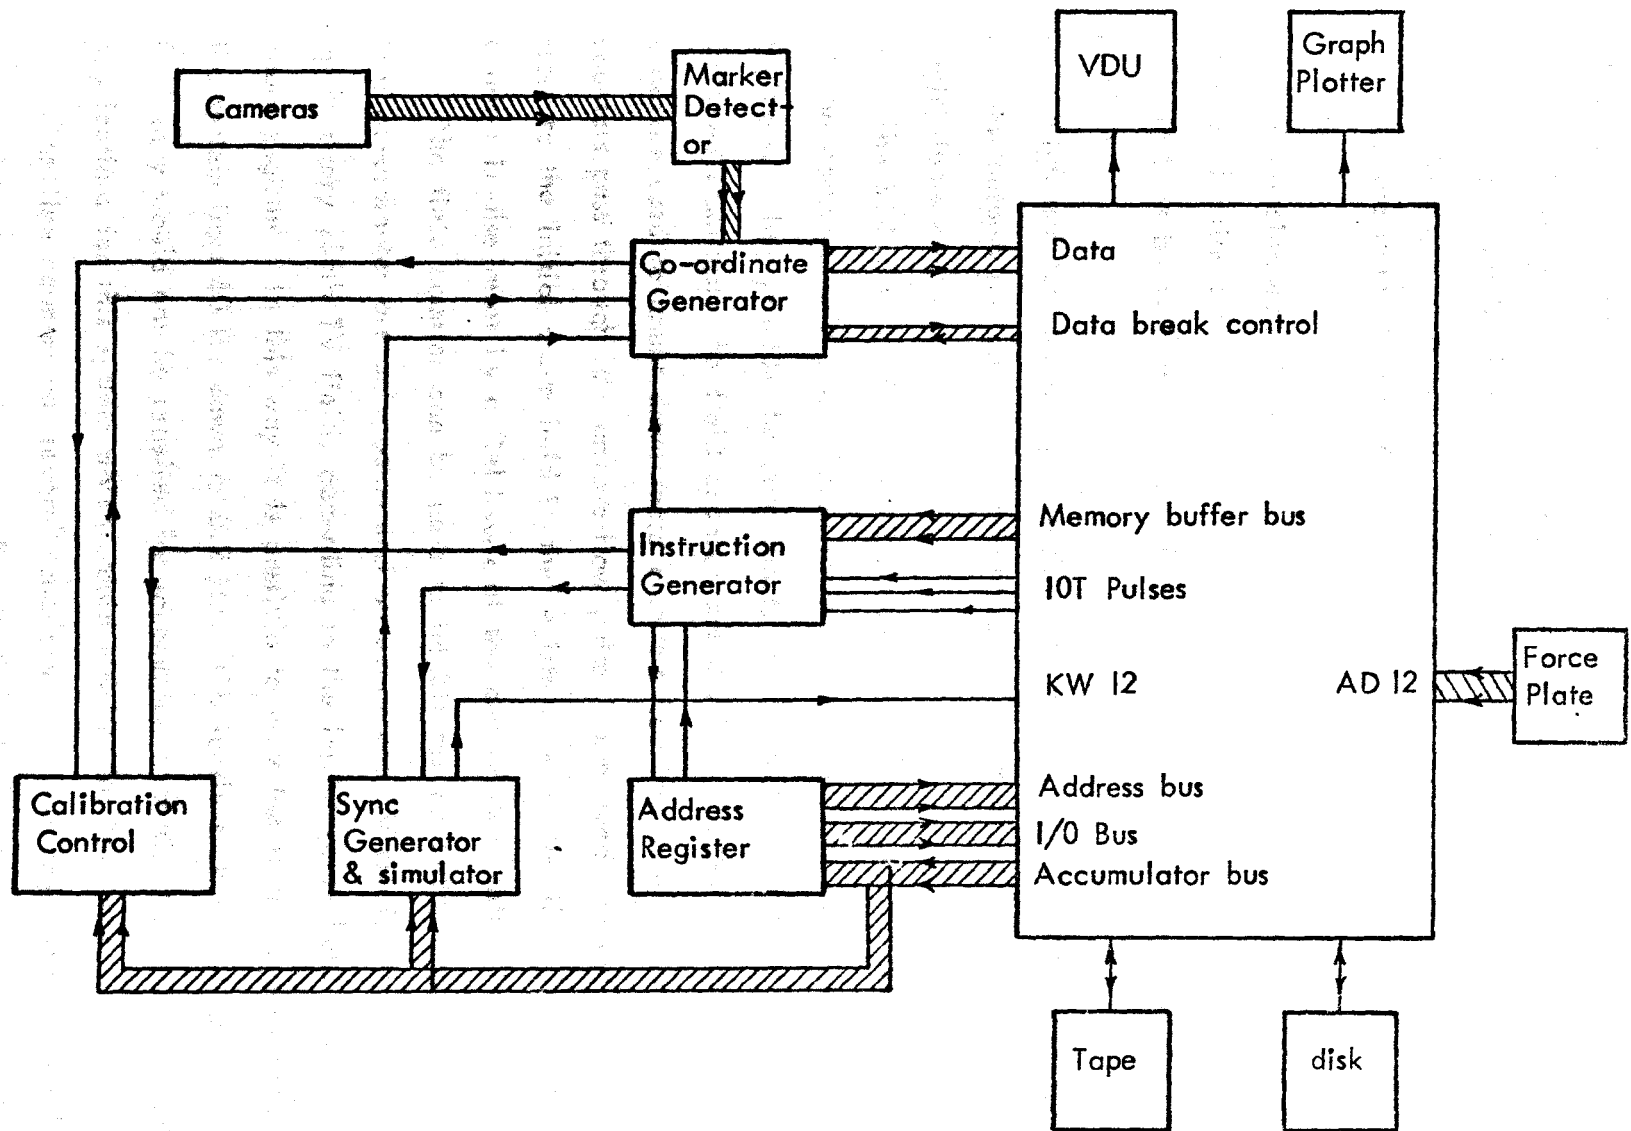 VDU
Graph
Plotter
Cameras
Marker
Detect-
or
Co-ordinate
Generator
Data
Data break control
Instruction
Generator
Memory buffer bus
IOT Pulses
KW 12
AD 12
Force
Plate
Calibration
Control
Sync
Generator
& simulator
Address
Register
Address bus
I/O Bus
Accumulator bus
Tape
disk